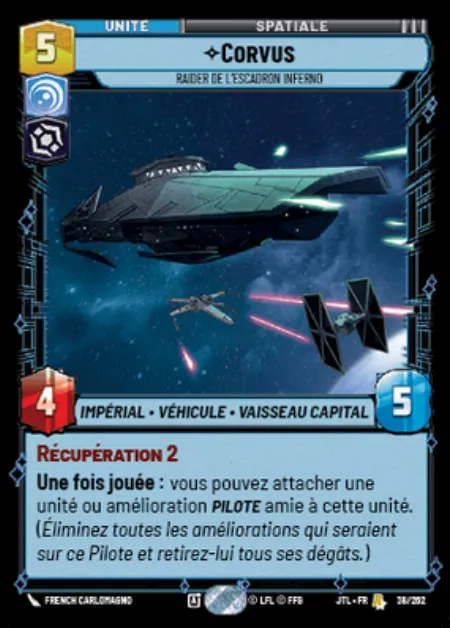 UNITÉ SPATIALE
5
CORVUS
RAIDER DE L'ESCADRON INFERNO
4
IMPÉRIAL • VÉHICULE • VAISSEAU CAPITAL
5
RÉCUPÉRATION 2
Une fois jouée : vous pouvez attacher une
unité ou amélioration PILOTE amie à cette unité.
(Éliminez toutes les améliorations qui seraient
sur ce Pilote et retirez-lui tous ses dégâts.)
FRENCH CARLOMAGNO © LFL © FFG JTL • FR 38/262